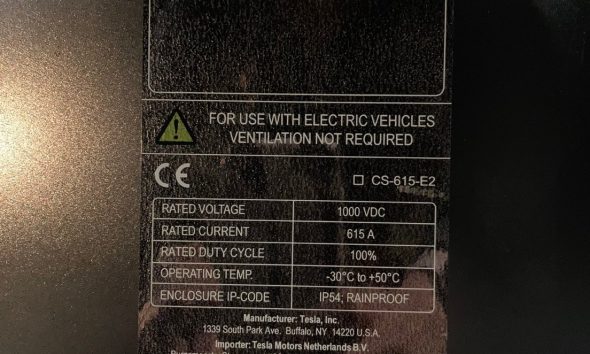 FOR USE WITH ELECTRIC VEHICLES
VENTILATION NOT REQUIRED
CE
☐ CS-615-E2
RATED VOLTAGE 1000 VDC
RATED CURRENT 615 A
RATED DUTY CYCLE 100%
OPERATING TEMP. -30°C to +50°C
ENCLOSURE IP-CODE IP54; RAINPROOF
Manufacturer: Tesla, Inc.
1339 South Park Ave. Buffalo, NY 14220 U.S.A.
Importer: Tesla Motors Netherlands B.V.